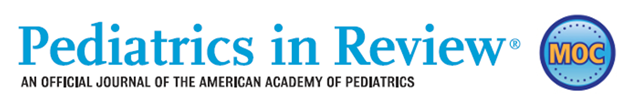 Pediatrics in Review® MOC
AN OFFICIAL JOURNAL OF THE AMERICAN ACADEMY OF PEDIATRICS